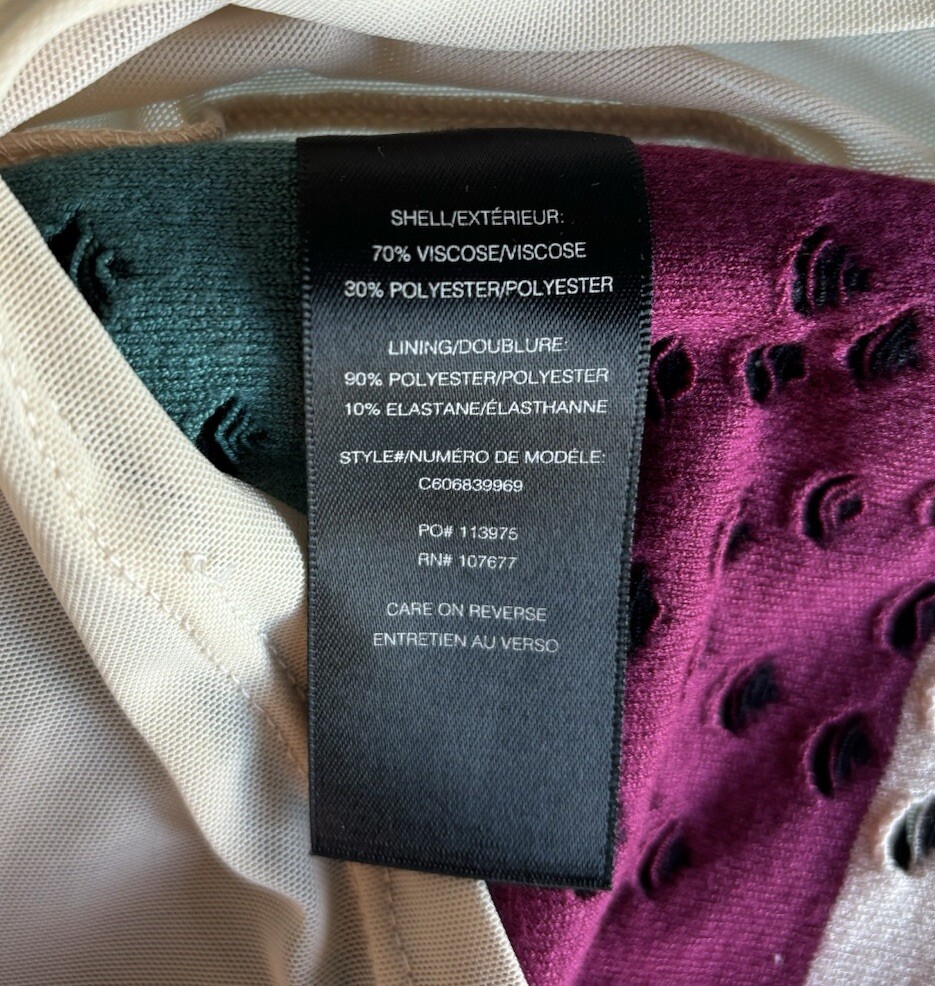 SHELL/EXTÉRIEUR:
70% VISCOSE/VISCOSE
30% POLYESTER/POLYESTER
LINING/DOUBLURE:
90% POLYESTER/POLYESTER
10% ELASTANE/ÉLASTHANNE
STYLE#/NUMÉRO DE MODÈLE:
C606839969
PO# 113975
RN# 107677
CARE ON REVERSE
ENTRETIEN AU VERSO